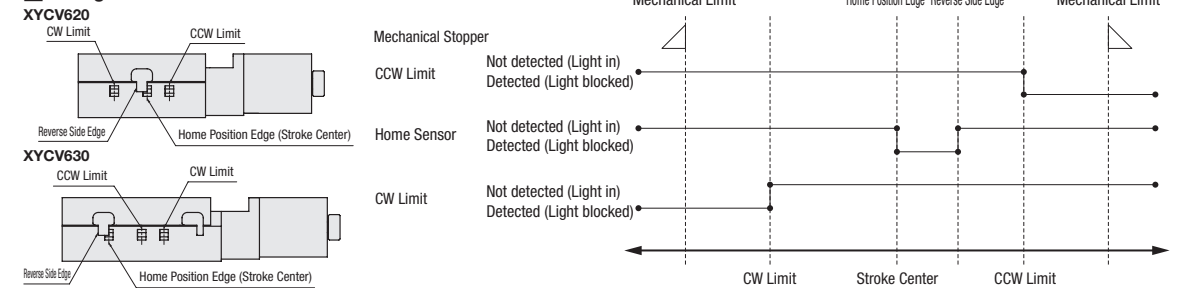 XYCV620
CW Limit
CCW Limit
Reverse Side Edge
Home Position Edge (Stroke Center)
XYCV630
CCW Limit
CW Limit
Reverse Side Edge
Home Position Edge (Stroke Center)
Mechanical Limit
Home Position Edge
Reverse Side Edge
Mechanical Limit
Mechanical Stopper
CCW Limit
Not detected (Light in)
Detected (Light blocked)
Home Sensor
Not detected (Light in)
Detected (Light blocked)
CW Limit
Not detected (Light in)
Detected (Light blocked)
CW Limit
Stroke Center
CCW Limit